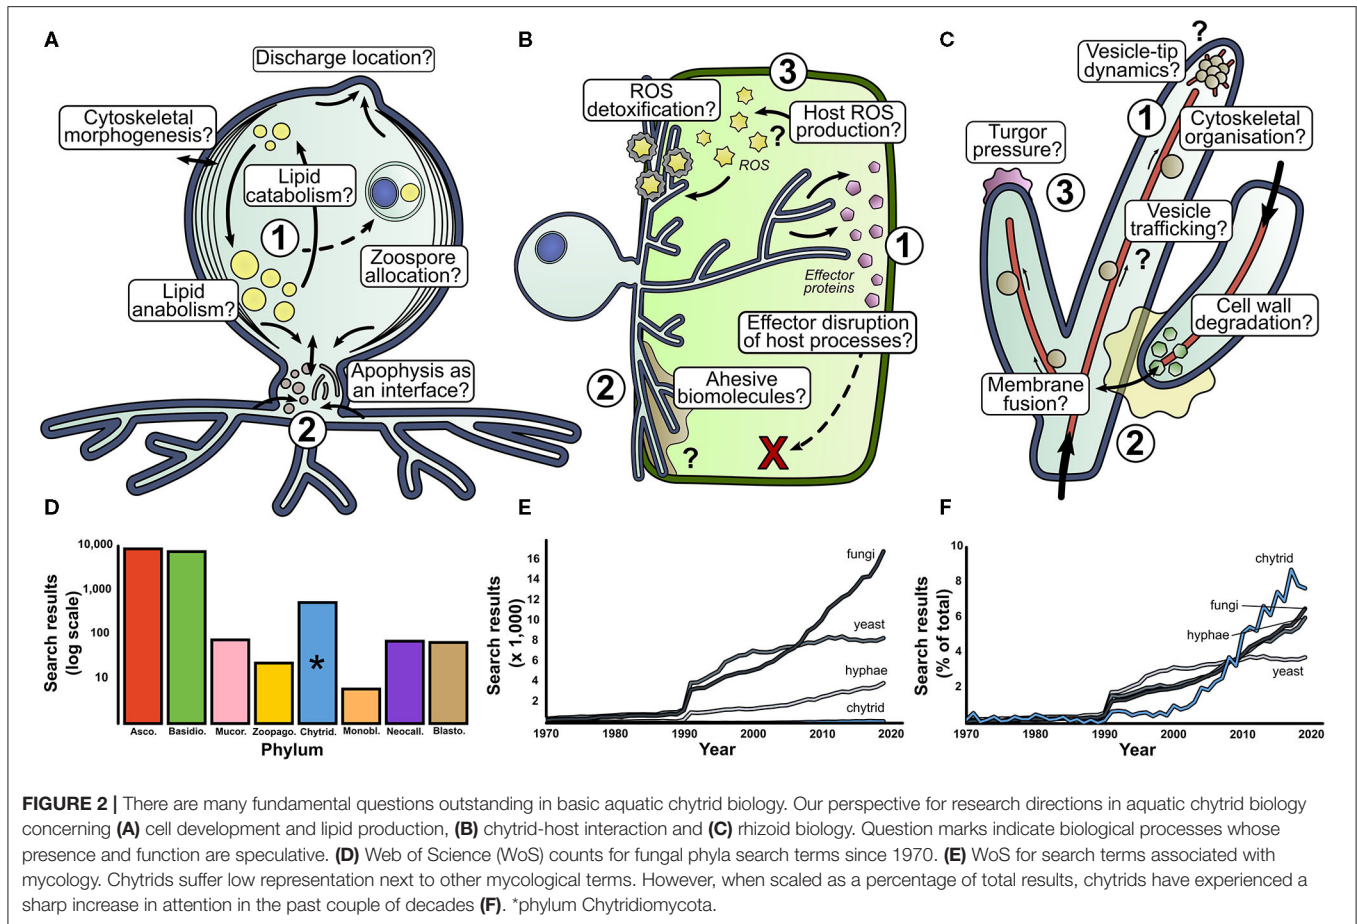 A
Discharge location?
Cytoskeletal
morphogenesis?
Lipid
catabolism?
1
Zoospore
allocation?
Lipid
anabolism?
Apophysis as
an interface?
2
B
3
ROS
detoxification?
Host ROS
production?
?
ROS
1
Effector
proteins
Effector disruption
of host processes?
2
Ahesive
biomolecules?
?
X
C
?
Vesicle-tip
dynamics?
1
Cytoskeletal
organisation?
Turgor
pressure?
3
Vesicle
trafficking?
?
Cell wall
degradation?
Membrane
fusion?
2
D
Search results
(log scale)
10,000
1,000
100
10
*
Asco. Basidio. Mucor. Zoopago. Chytrid. Monobl. Neocall. Blasto.
Phylum
E
Search results
(x 1,000)
16
14
12
10
8
6
4
2
fungi
yeast
hyphae
chytrid
1970 1980 1990 2000 2010 2020
Year
F
Search results
(% of total)
10
8
6
4
2
chytrid
fungi
hyphae
yeast
1970 1980 1990 2000 2010 2020
Year
FIGURE 2 | There are many fundamental questions outstanding in basic aquatic chytrid biology. Our perspective for research directions in aquatic chytrid biology
concerning (A) cell development and lipid production, (B) chytrid-host interaction and (C) rhizoid biology. Question marks indicate biological processes whose
presence and function are speculative. (D) Web of Science (WoS) counts for fungal phyla search terms since 1970. (E) WoS for search terms associated with
mycology. Chytrids suffer low representation next to other mycological terms. However, when scaled as a percentage of total results, chytrids have experienced a
sharp increase in attention in the past couple of decades (F). *phylum Chytridiomycota.